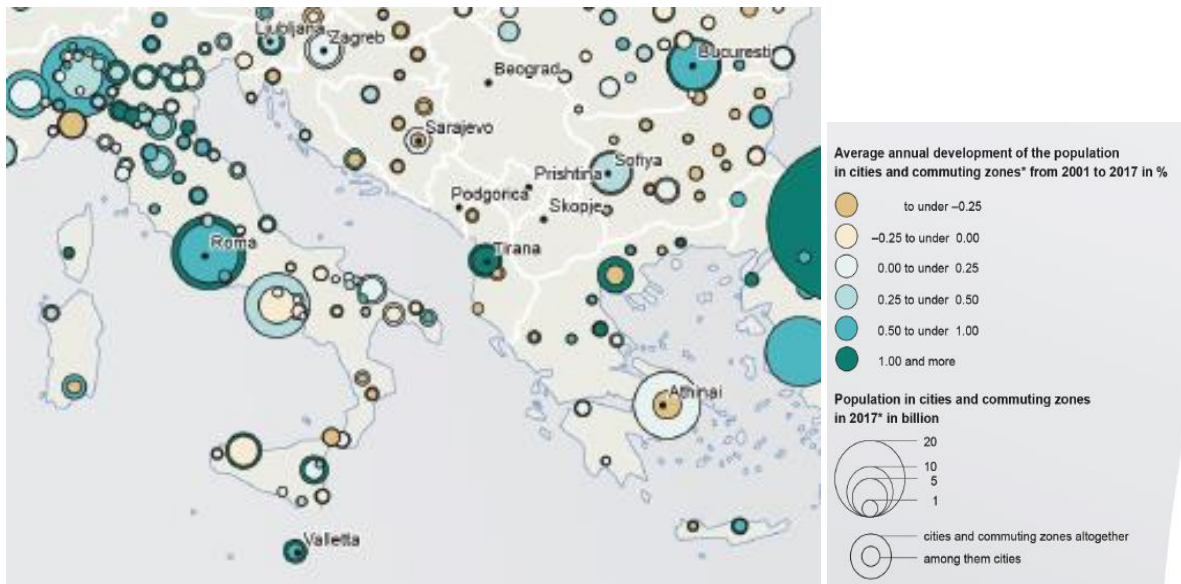 Ljubljana
Zagreb
Bucuresti
Beograd
Sarajevo
Sofiya
Prishtina
Podgorica
Skopje
Roma
Tirana
Athinai
Valletta
Average annual development of the population
in cities and commuting zones* from 2001 to 2017 in %
to under –0.25
–0.25 to under 0.00
0.00 to under 0.25
0.25 to under 0.50
0.50 to under 1.00
1.00 and more
Population in cities and commuting zones
in 2017* in billion
20
10
5
1
cities and commuting zones altogether
among them cities